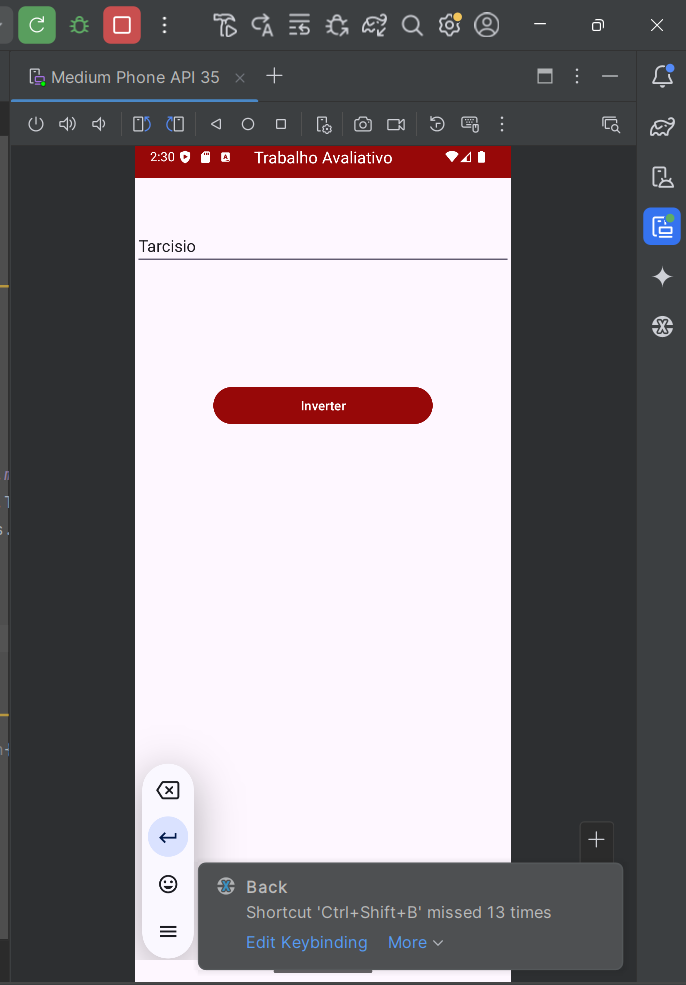 Medium Phone API 35
2:30
Trabalho Avaliativo
Tarcisio
Inverter
Back
Shortcut 'Ctrl+Shift+B' missed 13 times
Edit Keybinding More